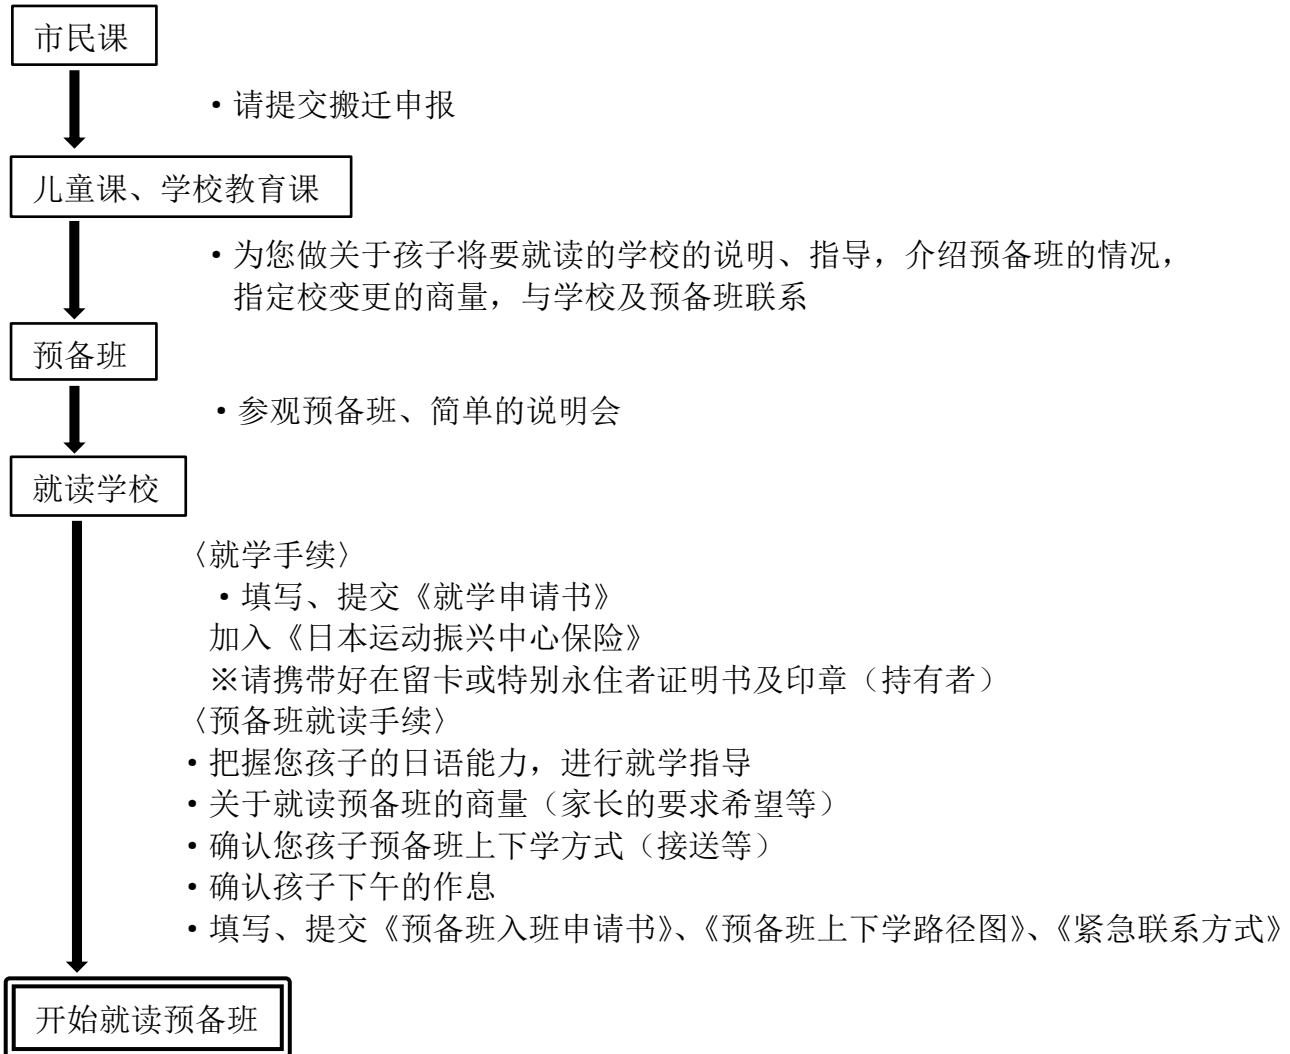 市民课
・请提交搬迁申报
儿童课、学校教育课
・为您做关于孩子将要就读的学校的说明、指导，介绍预备班的情况，
指定校变更的商量，与学校及预备班联系
预备班
・参观预备班、简单的说明会
就读学校
〈就学手续〉
・填写、提交《就学申请书》
加入《日本运动振兴中心保险》
※请携带好在留卡或特别永住者证明书及印章（持有者）
〈预备班就读手续〉
・把握您孩子的日语能力，进行就学指导
・关于就读预备班的商量（家长的要求希望等）
・确认您孩子预备班上下学方式（接送等）
・确认孩子下午的作息
・填写、提交《预备班入班申请书》、《预备班上下学路径图》、《紧急联系方式》
开始就读预备班